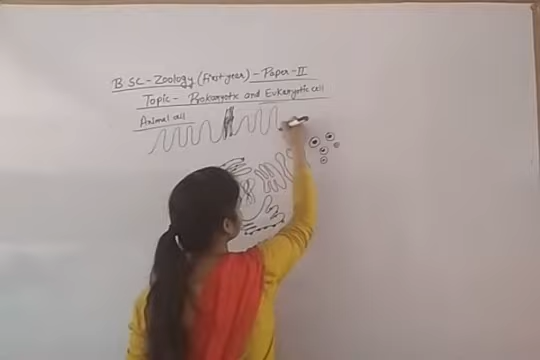 B.SC - Zoology (first year) - Paper - II
Topic - Prokaryotic and Eukaryotic cell
Animal cell